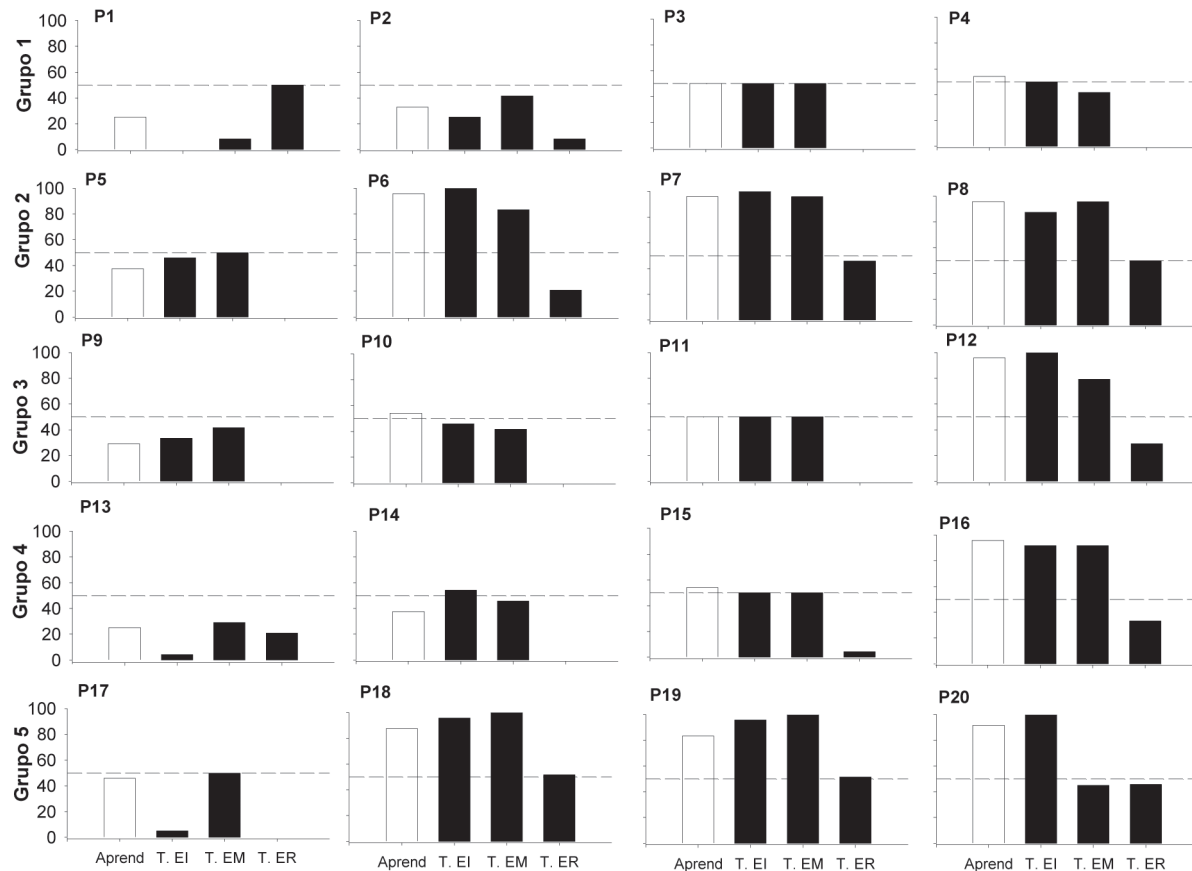 P1
P2
P3
P4
Grupo 1
100
80
60
40
20
0
P5
P6
P7
P8
Grupo 2
100
80
60
40
20
0
P9
P10
P11
P12
Grupo 3
100
80
60
40
20
0
P13
P14
P15
P16
Grupo 4
100
80
60
40
20
0
P17
P18
P19
P20
Grupo 5
100
80
60
40
20
0
Aprend T. EI T. EM T. ER
Aprend T. EI T. EM T. ER
Aprend T. EI T. EM T. ER
Aprend T. EI T. EM T. ER